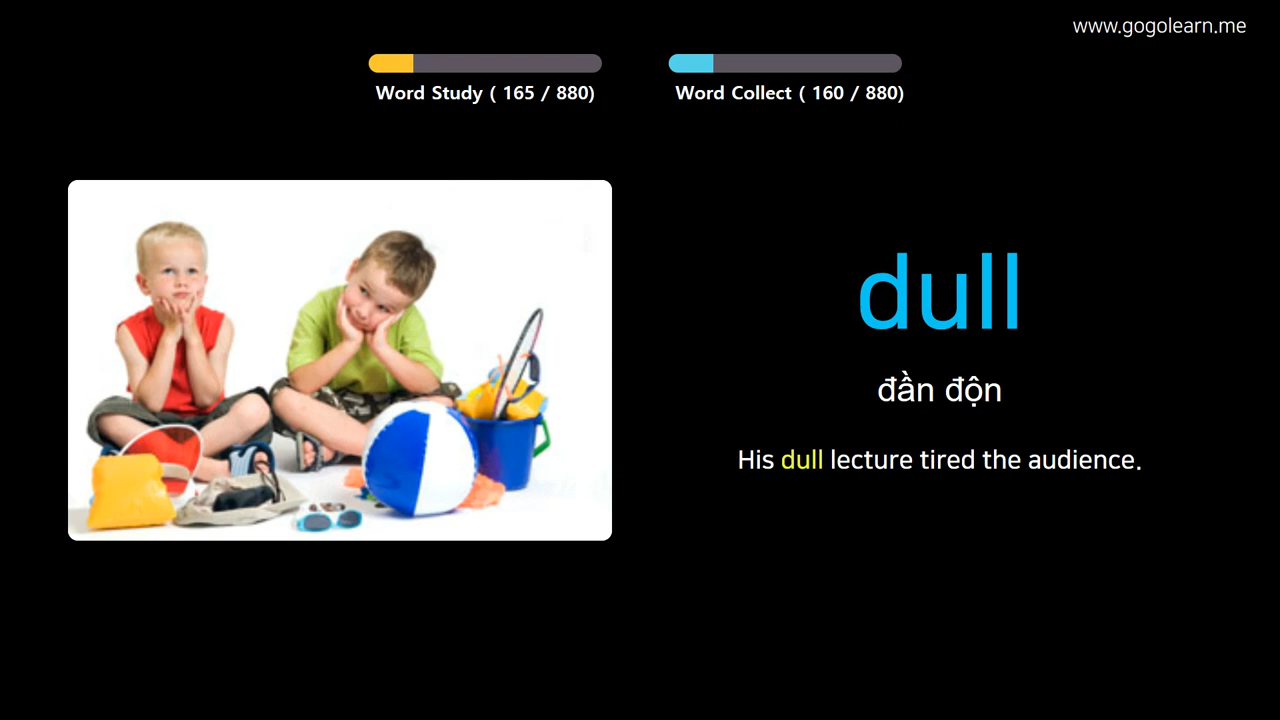 www.gogolearn.me
Word Study ( 165 / 880)
Word Collect ( 160 / 880)
dull
đần độn
His dull lecture tired the audience.